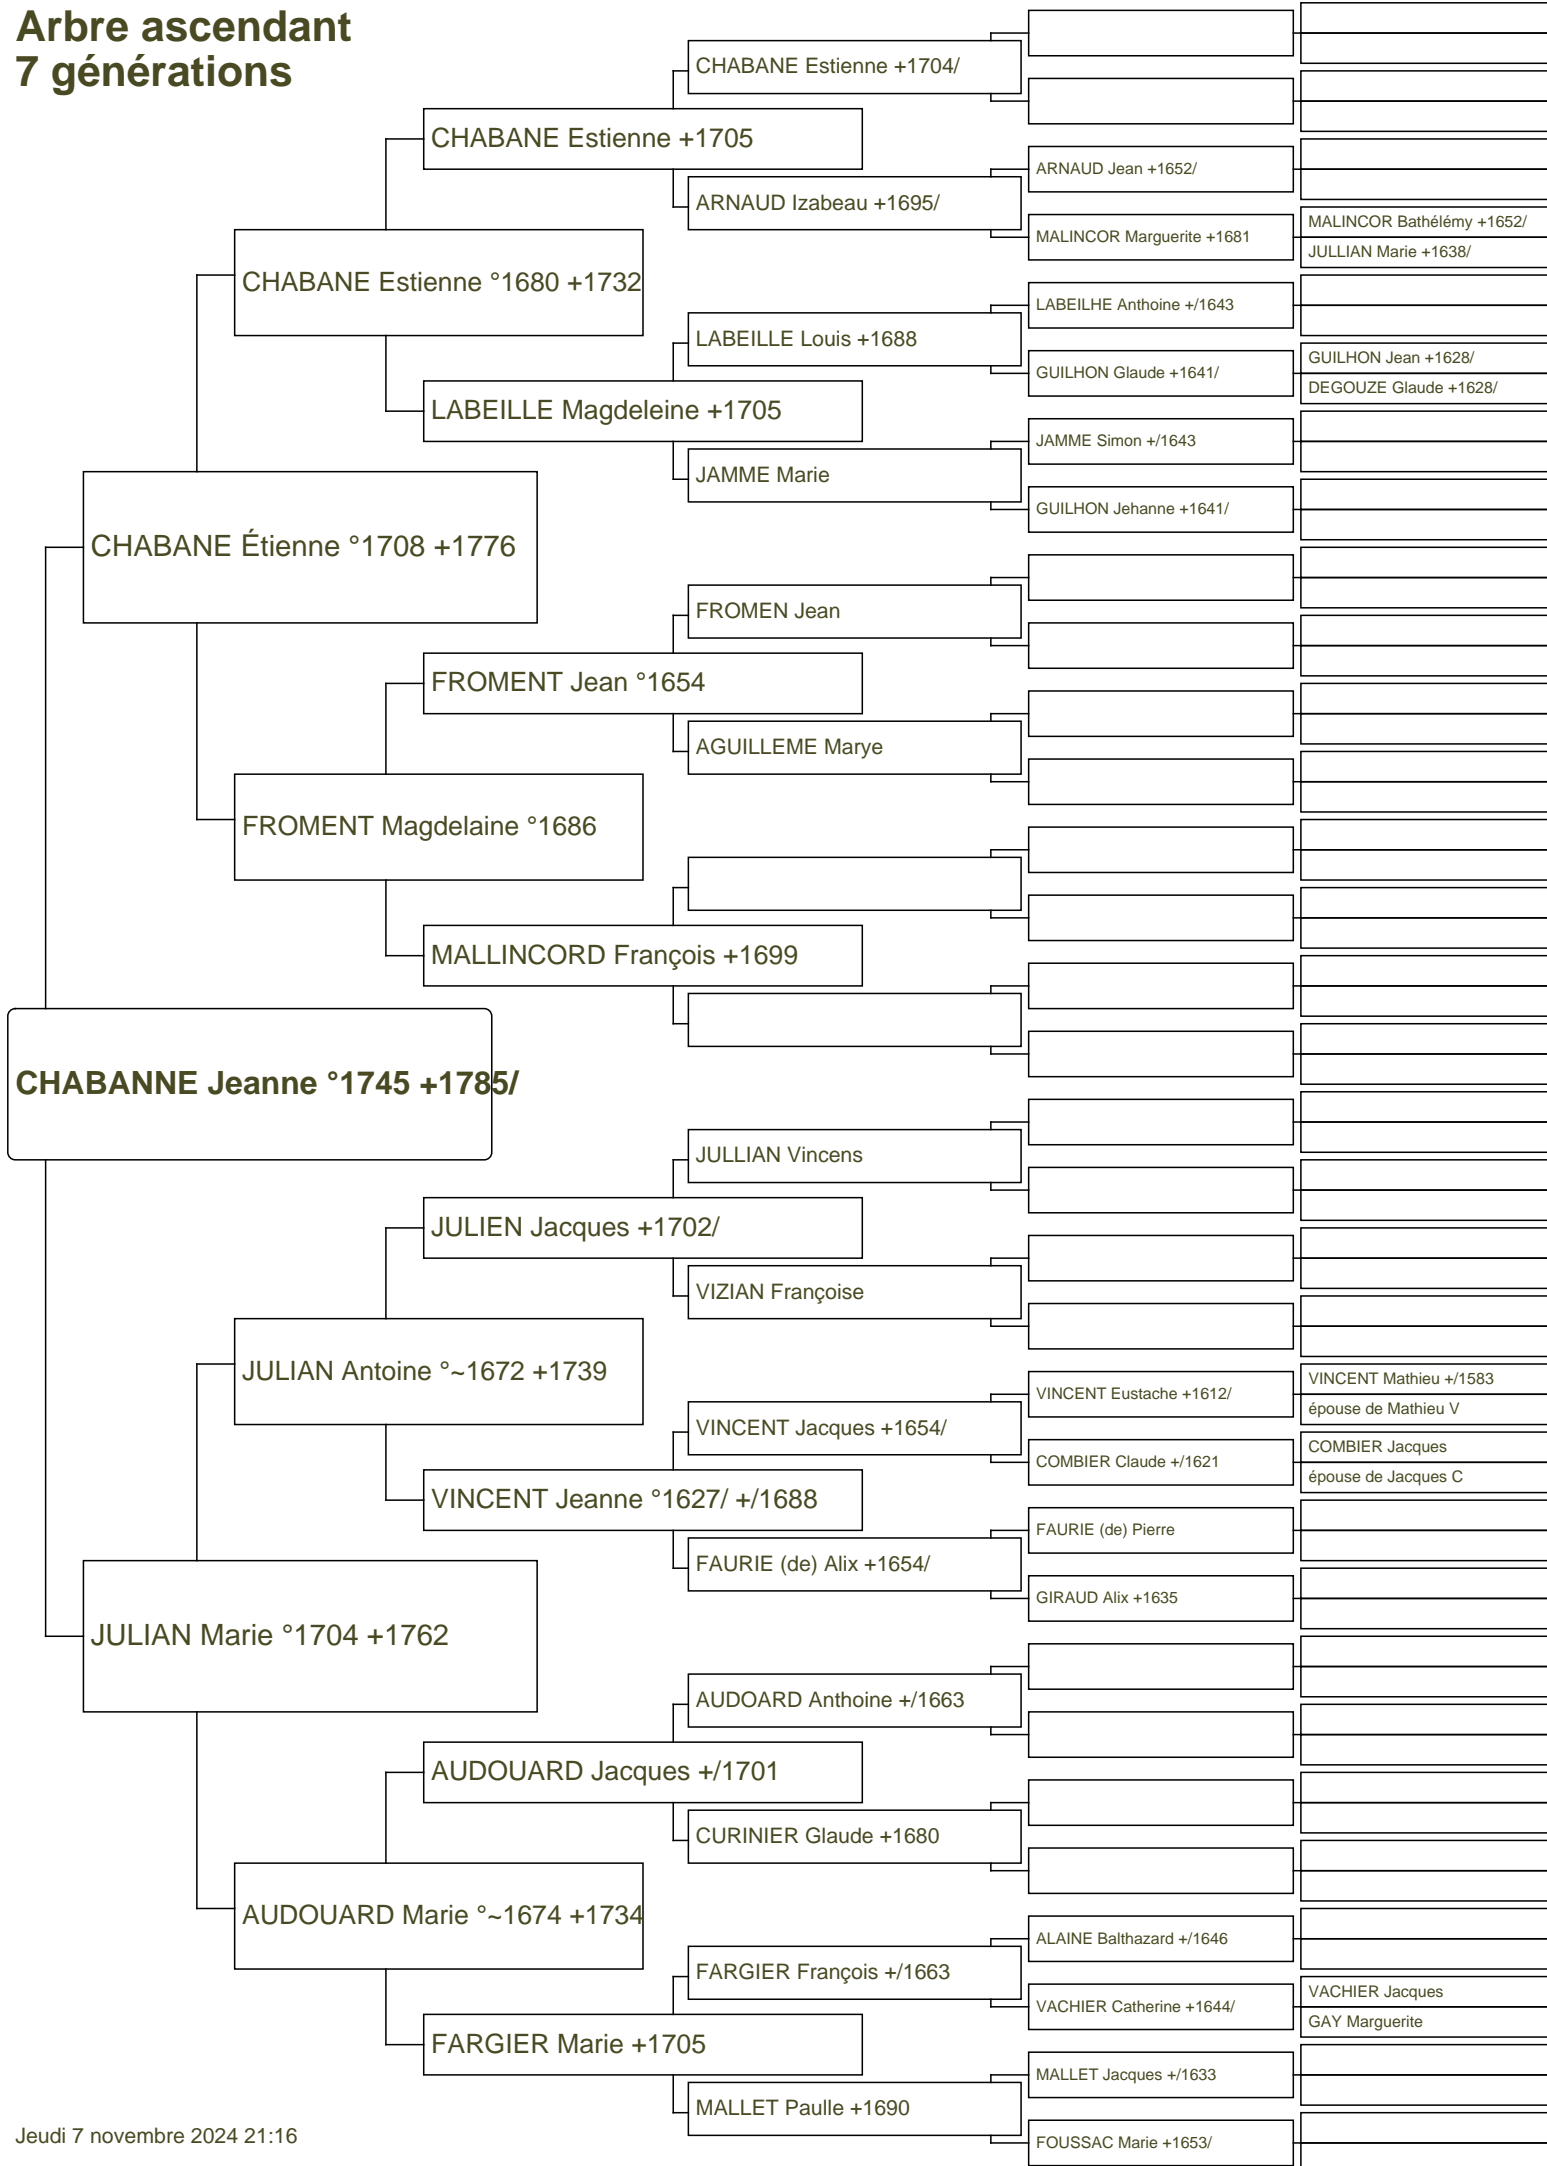 Arbre ascendant
7 générations
CHABANE Estienne +1704/
CHABANE Estienne +1705
ARNAUD Jean +1652/
ARNAUD Izabeau +1695/
MALINCOR Bathélémy +1652/
MALINCOR Marguerite +1681
JULLIAN Marie +1638/
CHABANE Estienne °1680 +1732
LABEILHE Anthoine +/1643
LABEILLE Louis +1688
GUILHON Jean +1628/
GUILHON Glaude +1641/
DEGOUZE Glaude +1628/
LABEILLE Magdeleine +1705
JAMME Simon +/1643
JAMME Marie
GUILHON Jehanne +1641/
CHABANE Étienne °1708 +1776
FROMEN Jean
FROMENT Jean °1654
AGUILLEME Marye
FROMENT Magdelaine °1686
MALLINCORD François +1699
CHABANNE Jeanne °1745 +1785/
JULLIAN Vincens
JULIEN Jacques +1702/
VIZIAN Françoise
JULIAN Antoine °~1672 +1739
VINCENT Mathieu +/1583
VINCENT Eustache +1612/
épouse de Mathieu V
VINCENT Jacques +1654/
COMBIER Jacques
COMBIER Claude +/1621
épouse de Jacques C
VINCENT Jeanne °1627/ +/1688
FAURIE (de) Pierre
FAURIE (de) Alix +1654/
GIRAUD Alix +1635
JULIAN Marie °1704 +1762
AUDOARD Anthoine +/1663
AUDOUARD Jacques +/1701
CURINIER Glaude +1680
AUDOUARD Marie °~1674 +1734
ALAINE Balthazard +/1646
FARGIER François +/1663
VACHIER Jacques
VACHIER Catherine +1644/
GAY Marguerite
FARGIER Marie +1705
MALLET Jacques +/1633
MALLET Paulle +1690
Jeudi 7 novembre 2024 21:16
FOUSSAC Marie +1653/